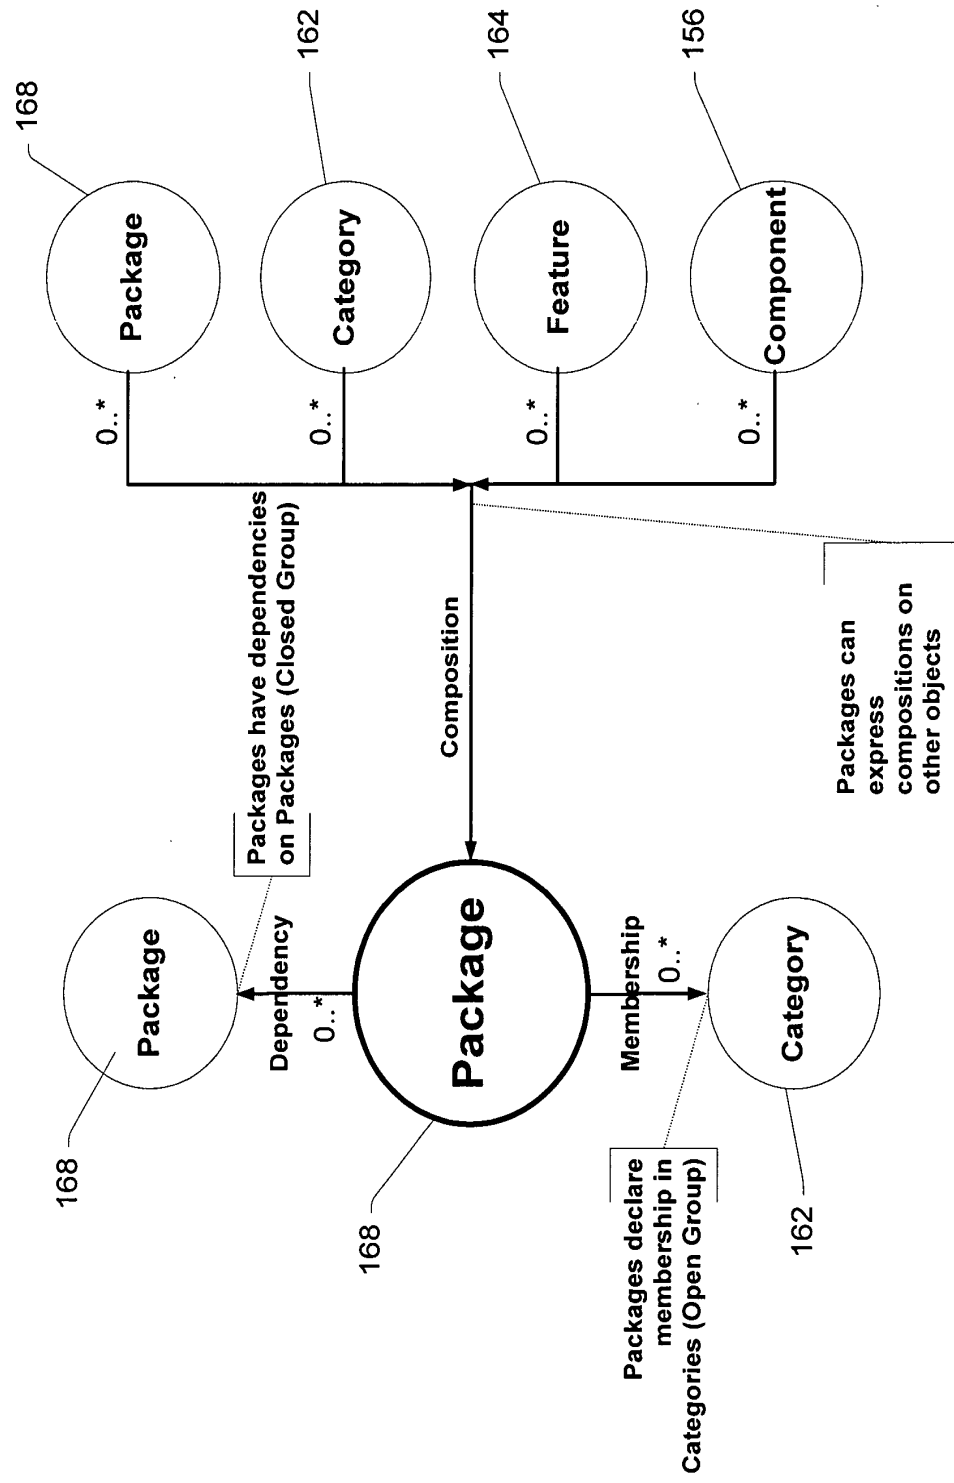 168
Package
Packages have dependencies
on Packages (Closed Group)
Dependency
0..*
168
Package
Composition
Packages declare
membership in
Categories (Open Group)
Membership
0..*
Category
162
168
Package
0..*
162
Category
0..*
164
Feature
0..*
156
Component
0..*
Packages can
express
compositions on
other objects